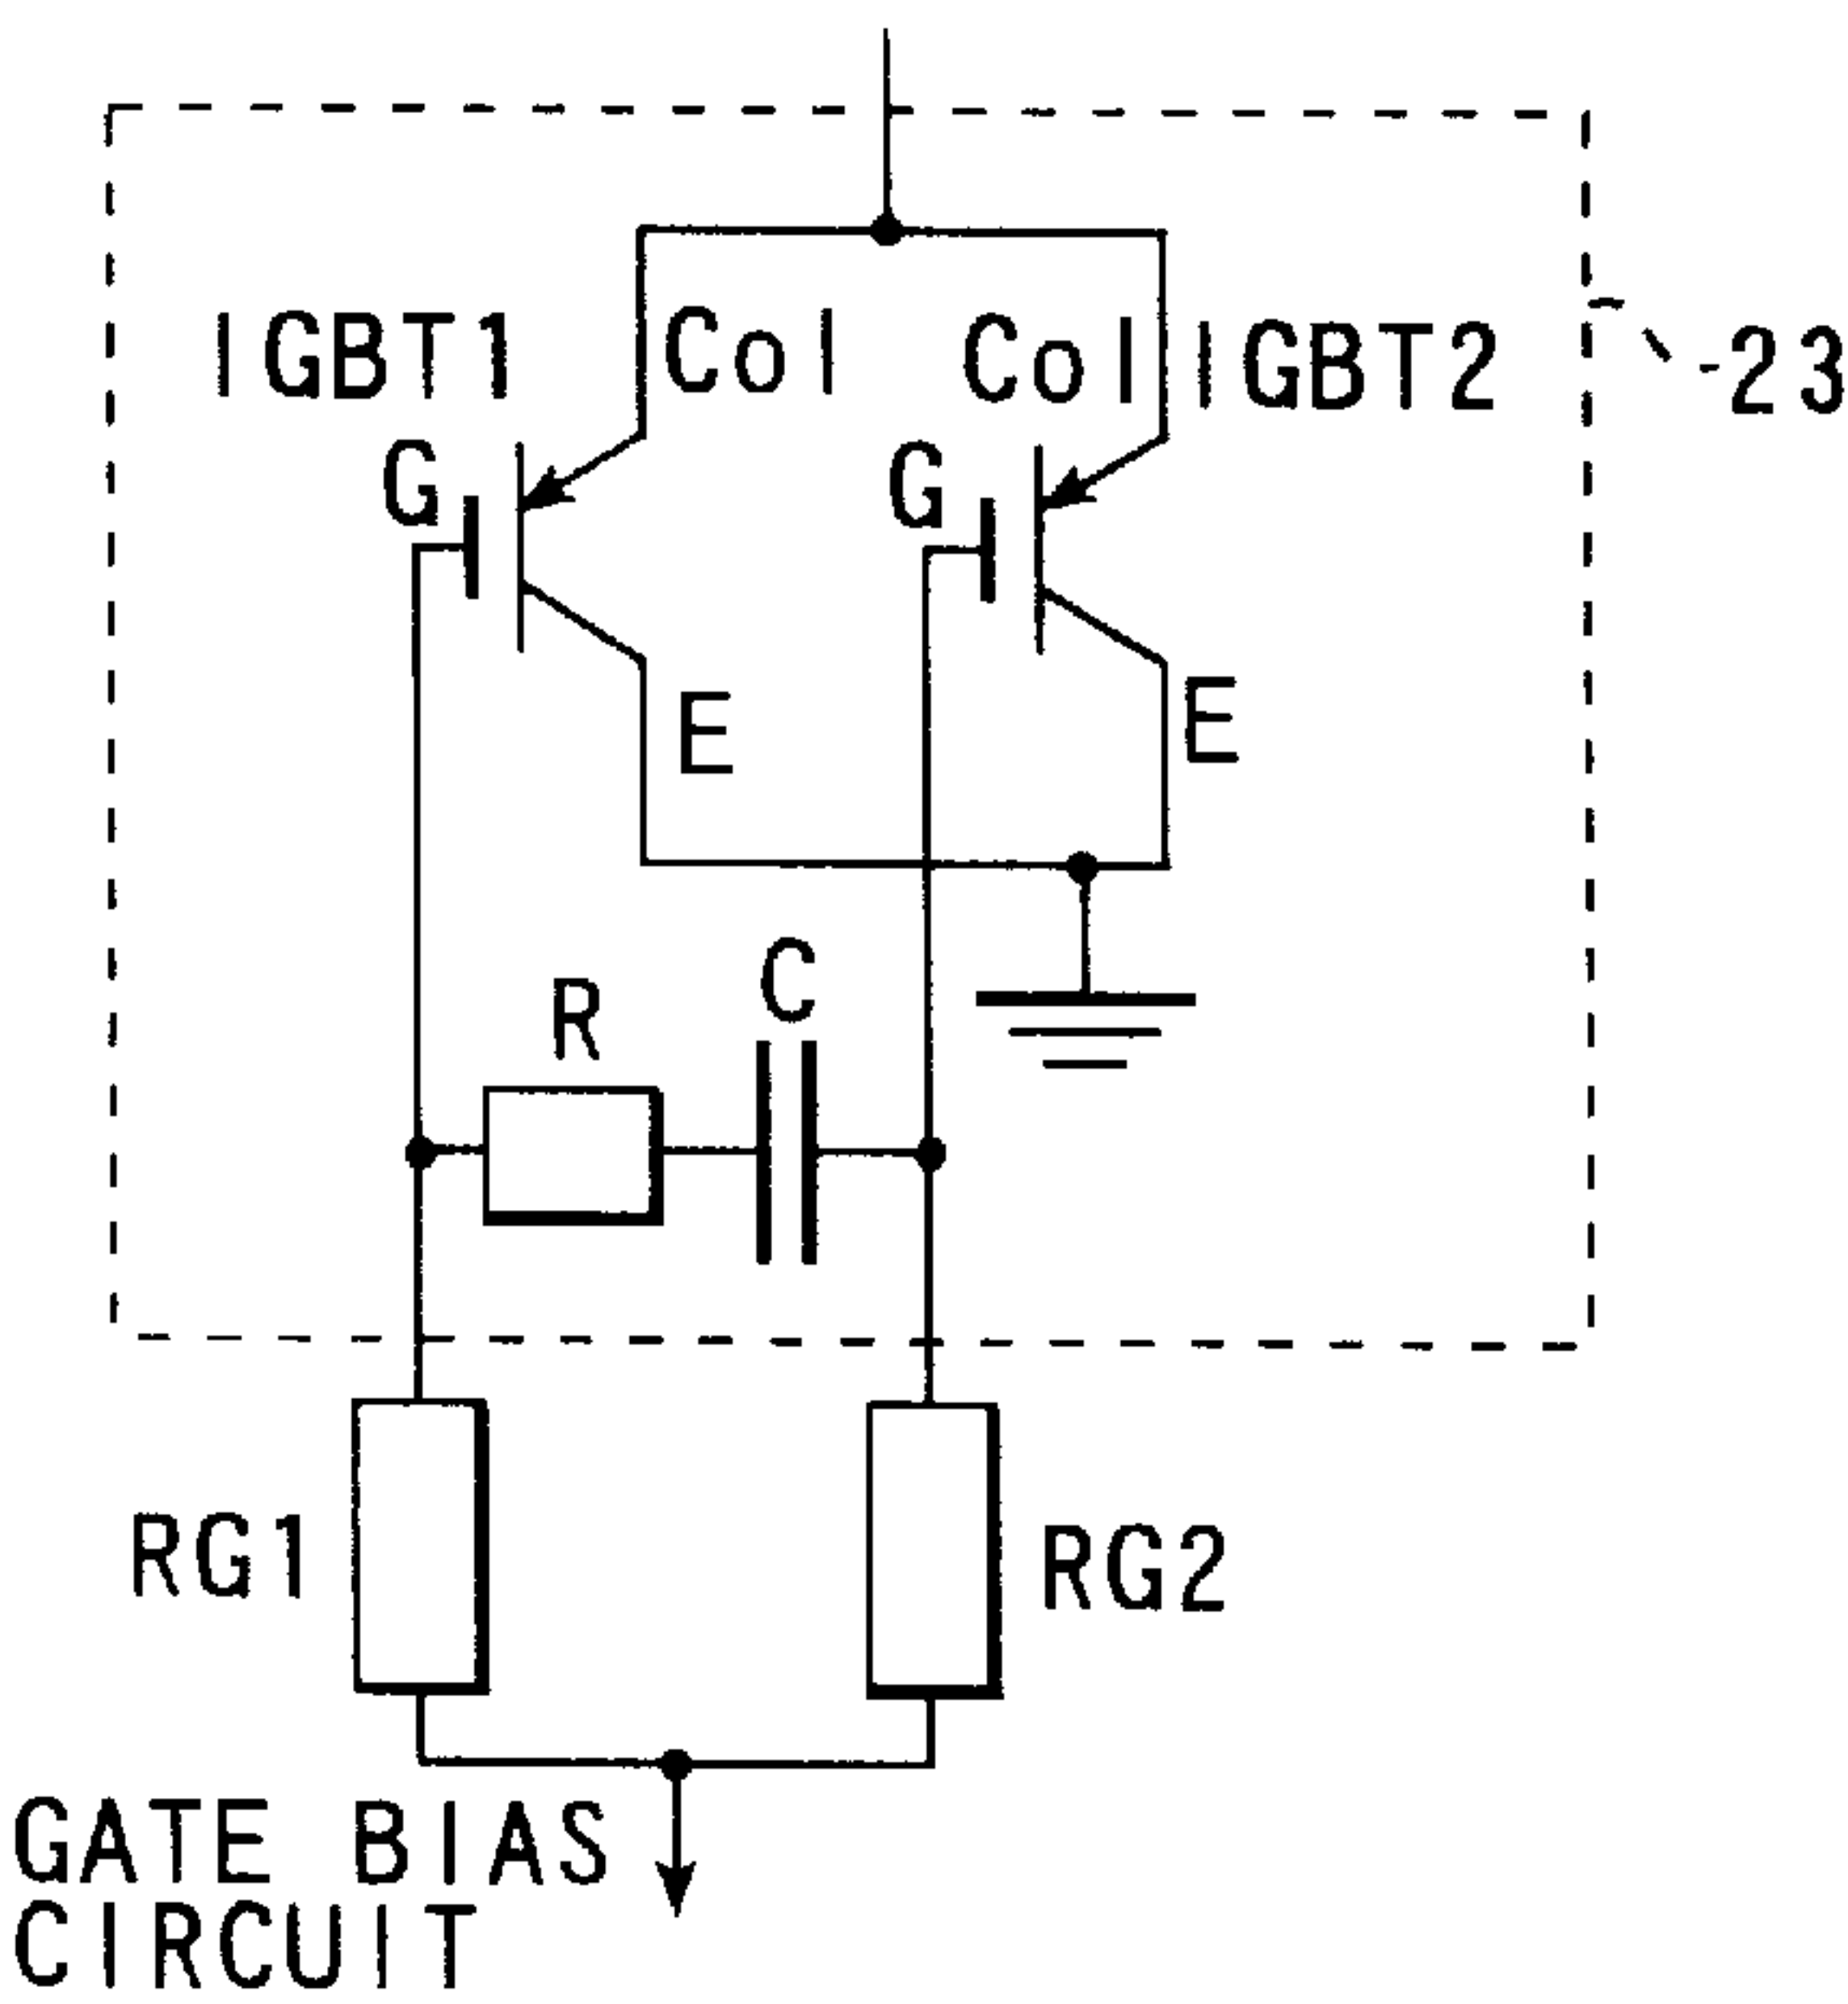 IGBT1 Col Col IGBT2 23
G G
E E
R C
RG1 RG2
GATE BIAS
CIRCUIT